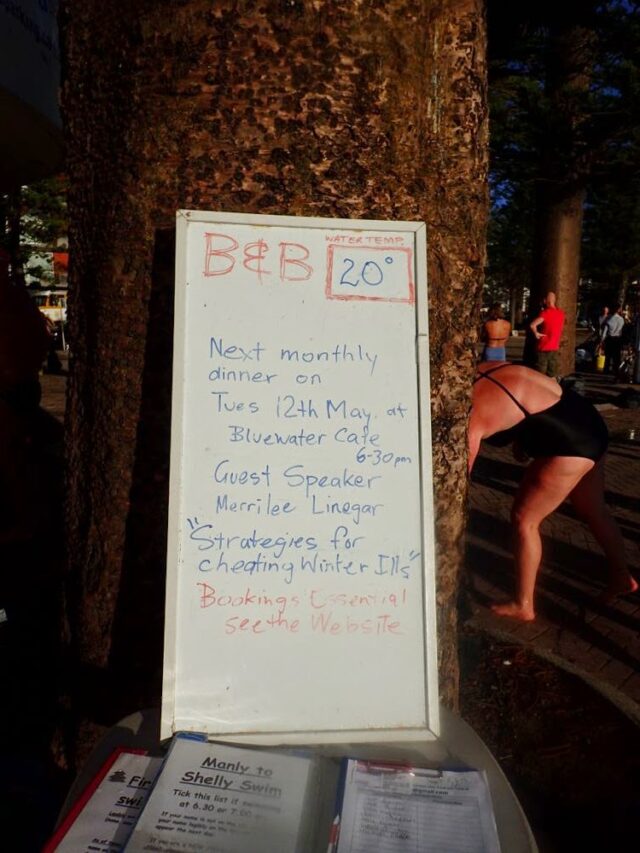 B&B
WATER TEMP.
20°
Next monthly
dinner on
Tues 12th May, at
Bluewater Cafe
6-30pm
Guest Speaker
Merrilee Linegar
"Strategies for
cheating Winter Ills"
Bookings Essential
see the Website
Manly to
Shelly Swim
Tick this list if
at 6.30 or 7:00